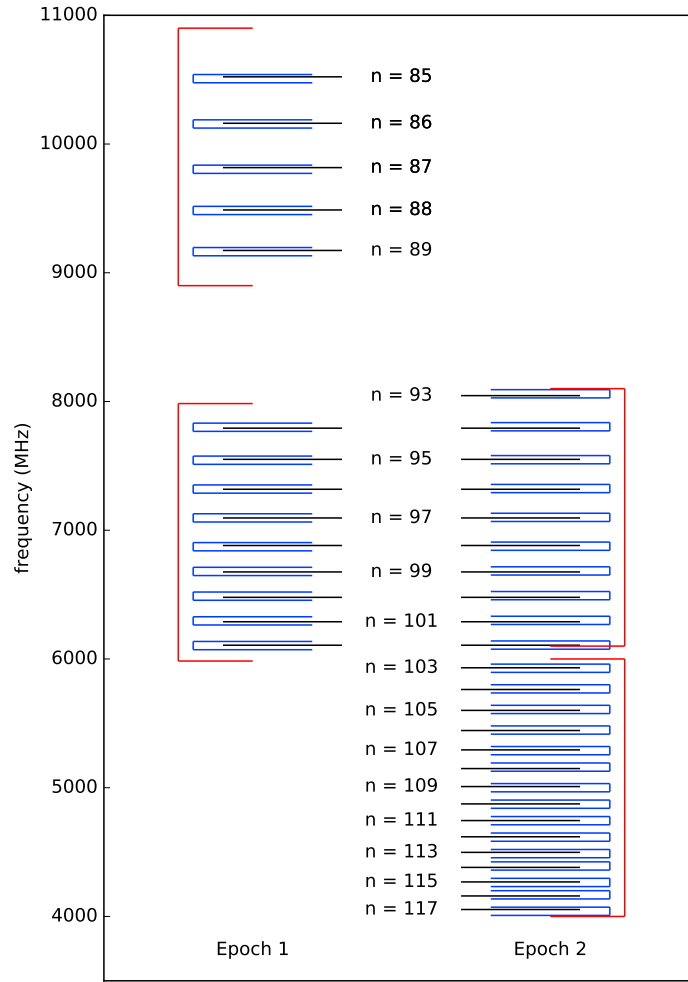 11000
n = 85
n = 86
10000
n = 87
n = 88
n = 89
9000
n = 93
8000
n = 95
frequency (MHz)
n = 97
7000
n = 99
n = 101
6000
n = 103
n = 105
n = 107
5000
n = 109
n = 111
n = 113
n = 115
n = 117
4000
Epoch 1 Epoch 2